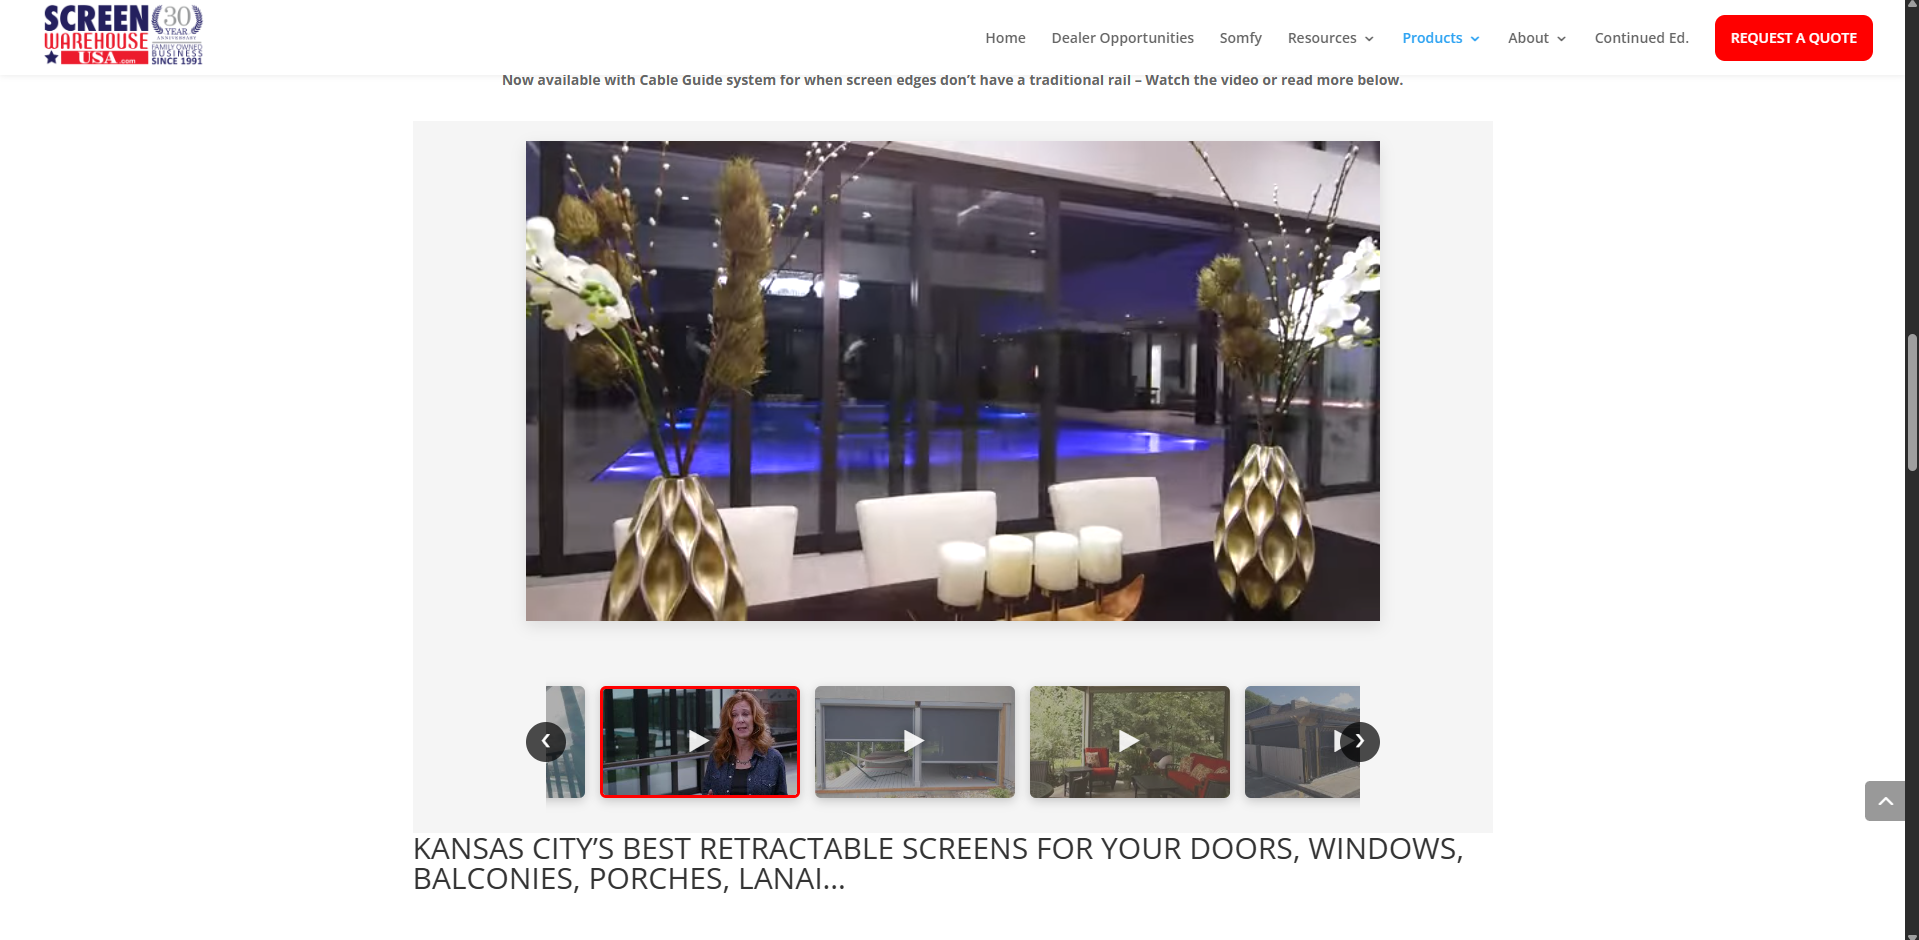 SCREEN
WAREHOUSE
USA.com
30
YEAR
ANNIVERSARY
FAMILY OWNED
BUSINESS
SINCE 1991
Home
Dealer Opportunities
Somfy
Resources
Products
About
Continued Ed.
REQUEST A QUOTE
Now available with Cable Guide system for when screen edges don’t have a traditional rail – Watch the video or read more below.
KANSAS CITY’S BEST RETRACTABLE SCREENS FOR YOUR DOORS, WINDOWS,
BALCONIES, PORCHES, LANAI…